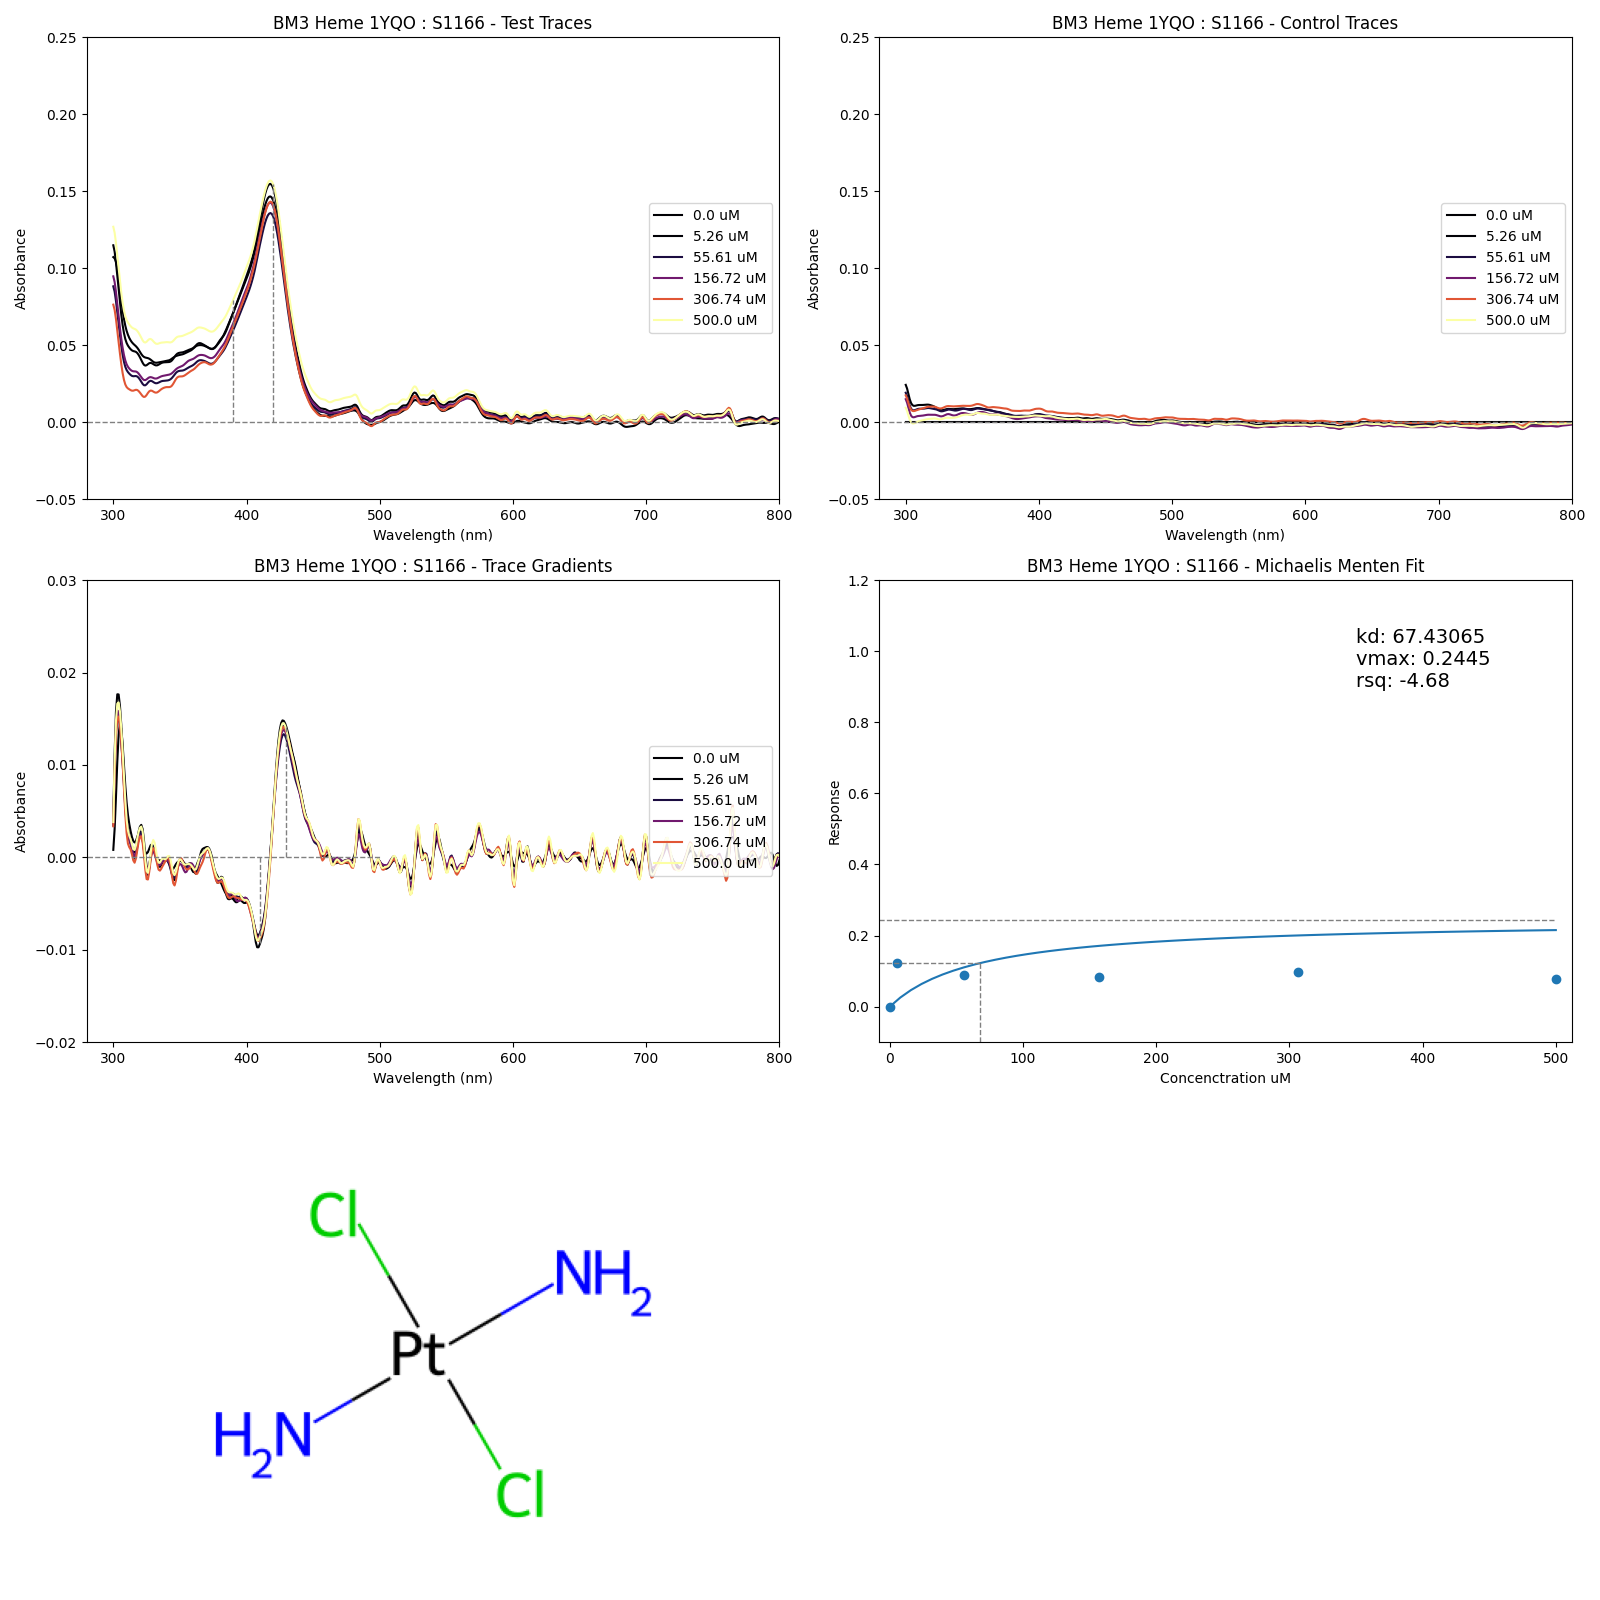 BM3 Heme 1YQO : S1166 - Test Traces
0.25
0.20
0.15
0.10
0.05
0.00
−0.05
Absorbance
300 400 500 600 700 800
Wavelength (nm)
0.0 uM
5.26 uM
55.61 uM
156.72 uM
306.74 uM
500.0 uM
BM3 Heme 1YQO : S1166 - Control Traces
0.25
0.20
0.15
0.10
0.05
0.00
−0.05
Absorbance
300 400 500 600 700 800
Wavelength (nm)
0.0 uM
5.26 uM
55.61 uM
156.72 uM
306.74 uM
500.0 uM
BM3 Heme 1YQO : S1166 - Trace Gradients
0.03
0.02
0.01
0.00
−0.01
−0.02
Absorbance
300 400 500 600 700 800
Wavelength (nm)
0.0 uM
5.26 uM
55.61 uM
156.72 uM
306.74 uM
500.0 uM
BM3 Heme 1YQO : S1166 - Michaelis Menten Fit
1.2
1.0
0.8
0.6
0.4
0.2
0.0
Response
0 100 200 300 400 500
Concenctration uM
kd: 67.43065
vmax: 0.2445
rsq: -4.68
Cl
NH2
Pt
H2N
Cl